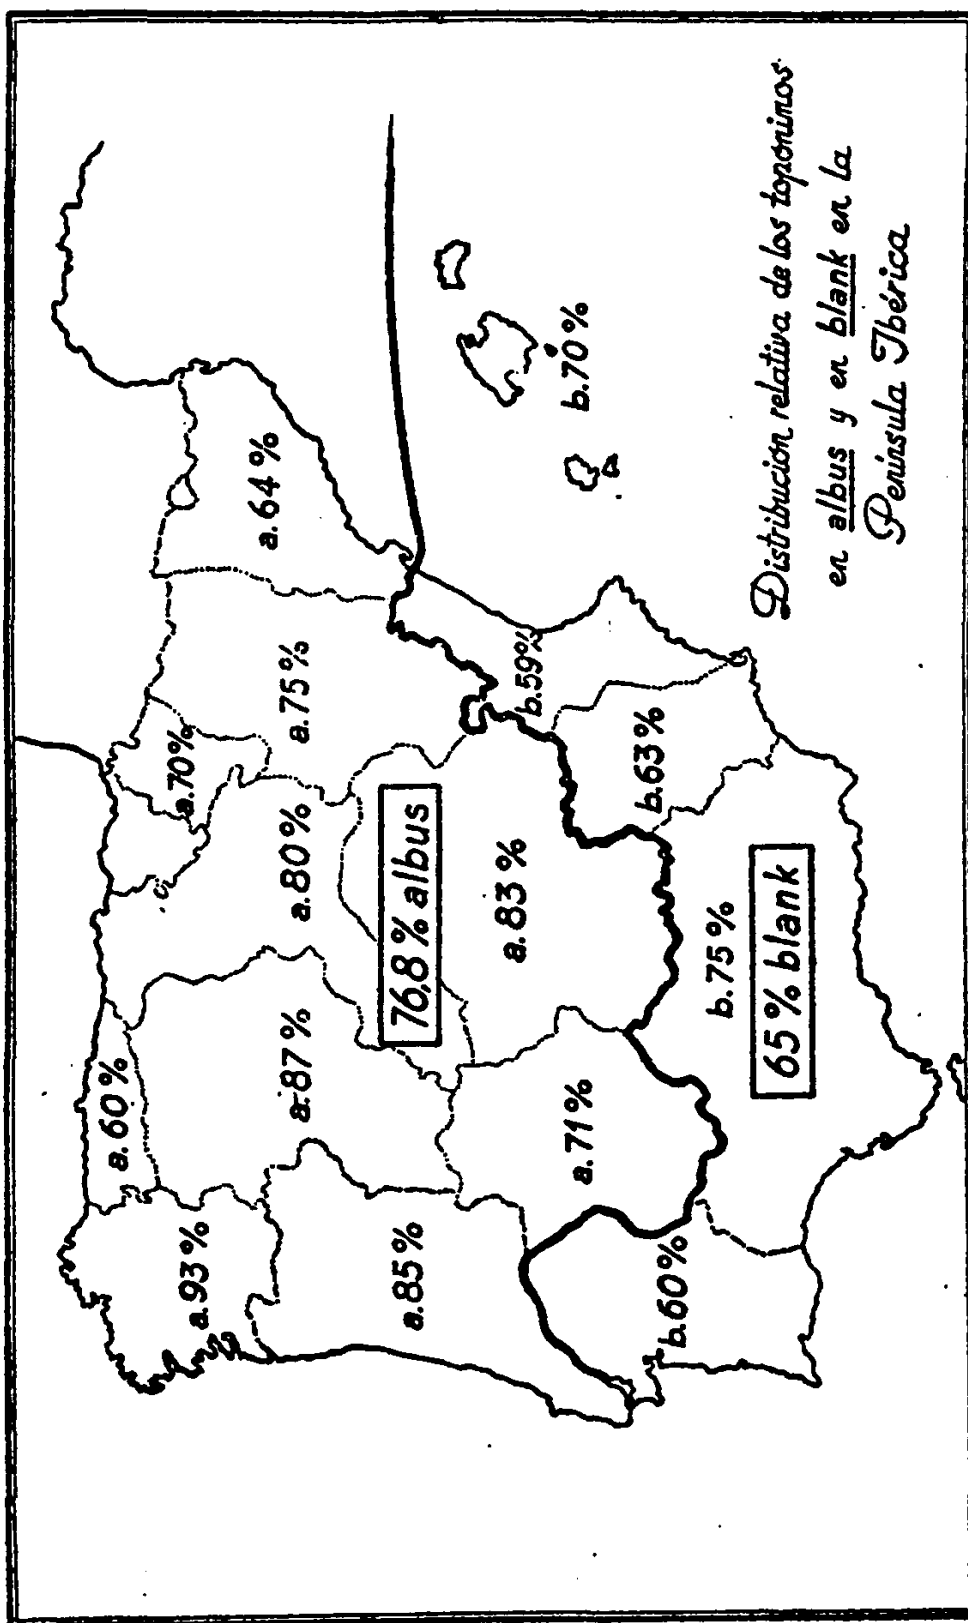 a. 60%
a. 93%
a. 70%
a. 64%
a. 87%
a. 80%
a. 75%
a. 85%
76,8% albus
b. 70%
a. 83%
b. 59%
a. 71%
b. 63%
b. 60%
b. 75%
65% blank
Distribución relativa de los topónimos
en albus y en blank en la
Península Ibérica